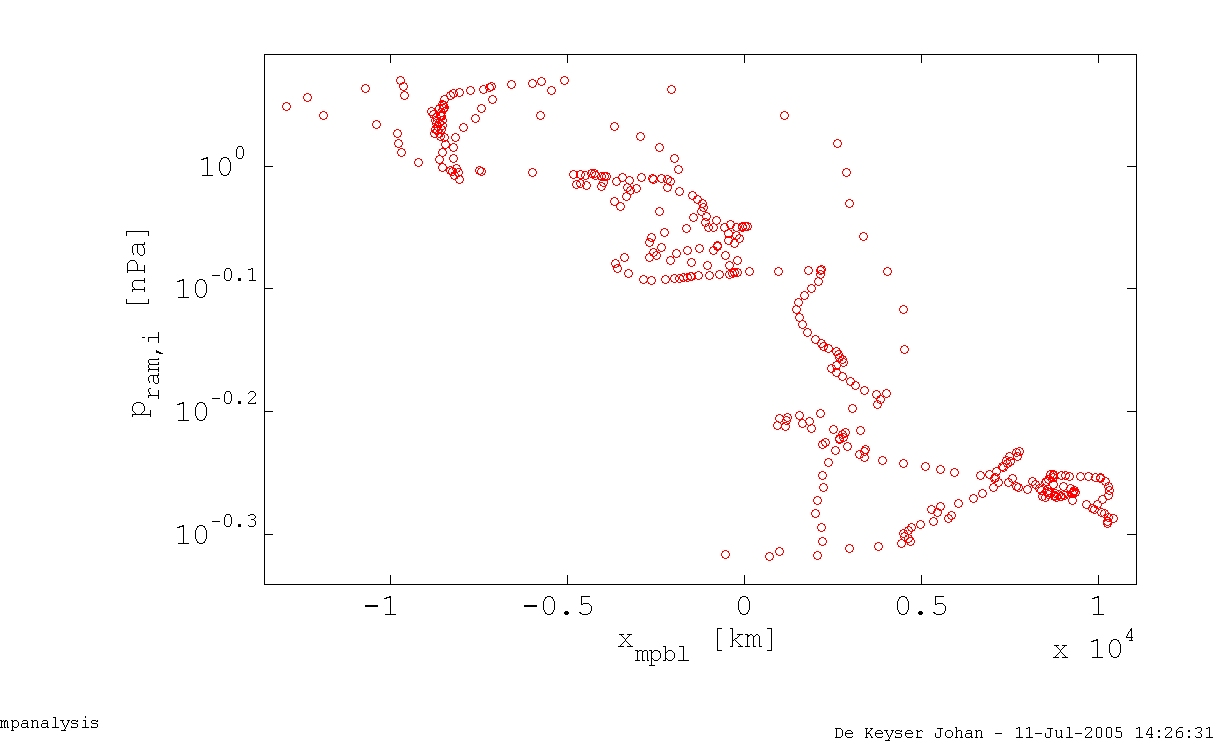 10^0
10^-0.1
10^-0.2
10^-0.3
p_ram,i [nPa]
-1 -0.5 0 0.5 1
x_mpbl [km]
x 10^4
mpanalysis
De Keyser Johan - 11-Jul-2005 14:26:31